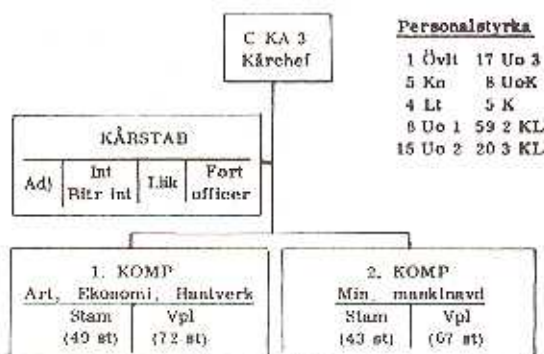 C KA 3
Kårchef
Personalstyrka
1 Övlt 17 Uo 3
5 Kn 8 UoK
4 Lt 5 K
6 Uo 1 59 2 KL
15 Uo 2 20 3 KL
KÅRSTAB
Adj
Int
Bitr int
Läk
Fort
officer
1. KOMP
Art, Ekonomi, Hantverk
Stam Vpl
(49 st) (72 st)
2. KOMP
Min, manklnavd
Stam Vpl
(43 st) (67 st)